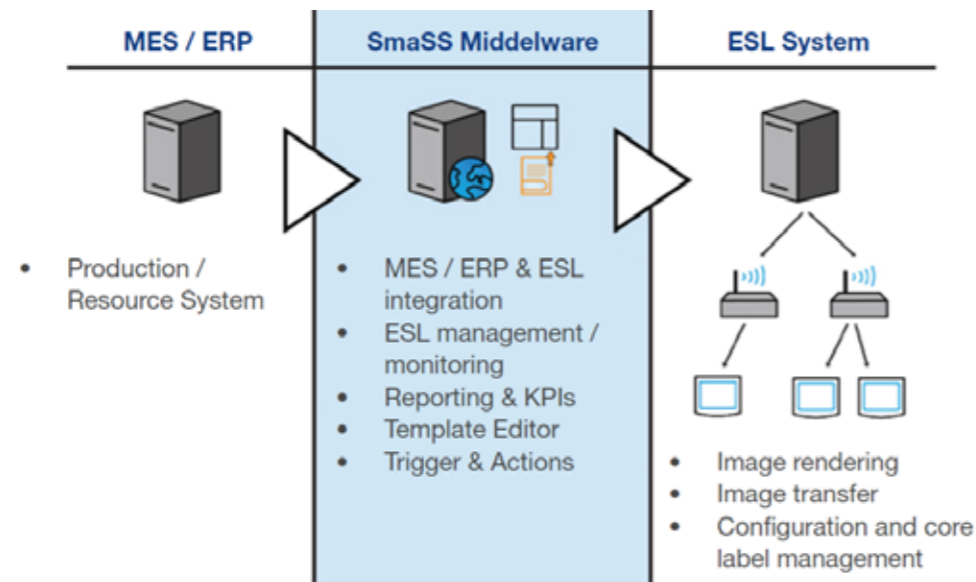 MES / ERP
SmaSS Middelware
ESL System
• Production /
Resource System
• MES / ERP & ESL
integration
• ESL management /
monitoring
• Reporting & KPIs
• Template Editor
• Trigger & Actions
• Image rendering
• Image transfer
• Configuration and core
label management